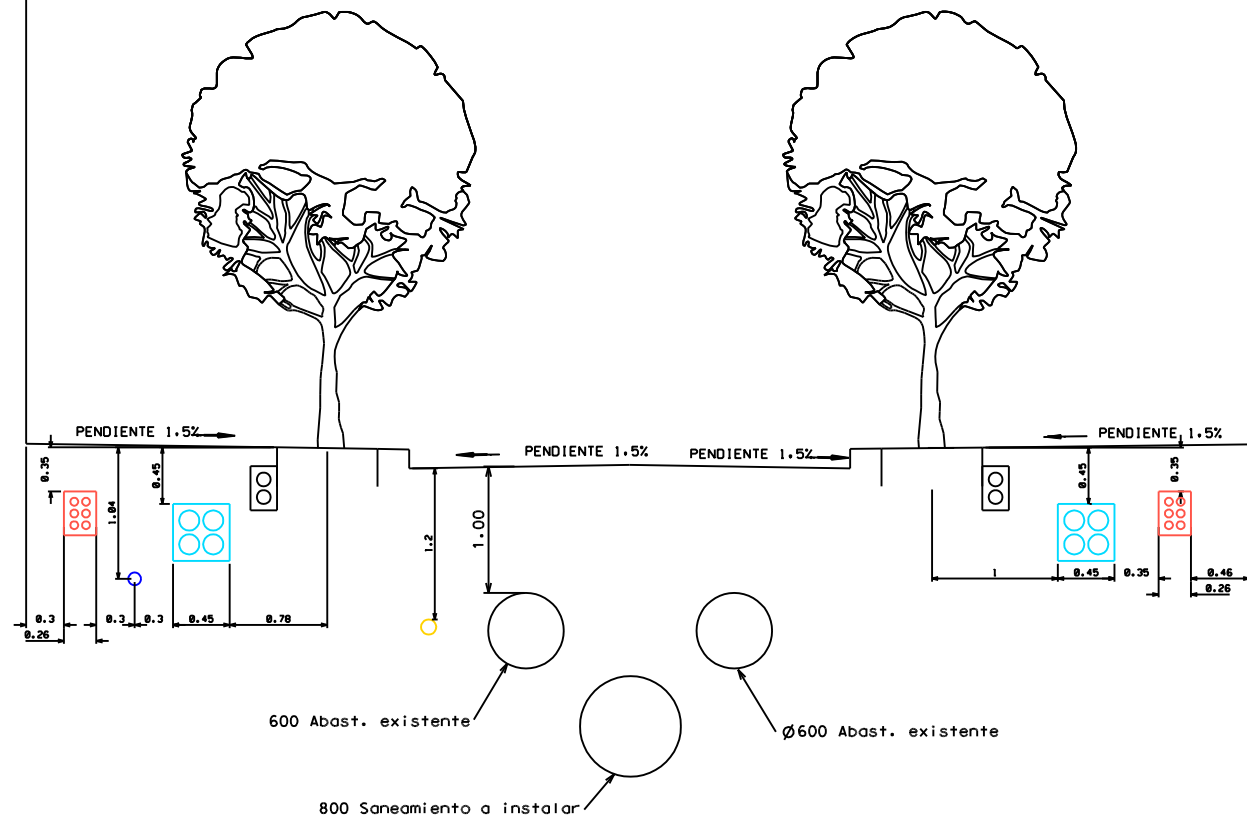 PENDIENTE 1.5%
PENDIENTE 1.5%
PENDIENTE 1.5%
PENDIENTE 1.5%
0.35
1.04
0.45
1.2
1.00
0.45
0.35
0.3
0.26
0.3
0.3
0.45
0.78
1
0.45
0.35
0.46
0.26
600 Abast. existente
Ø600 Abast. existente
800 Saneamiento a instalar